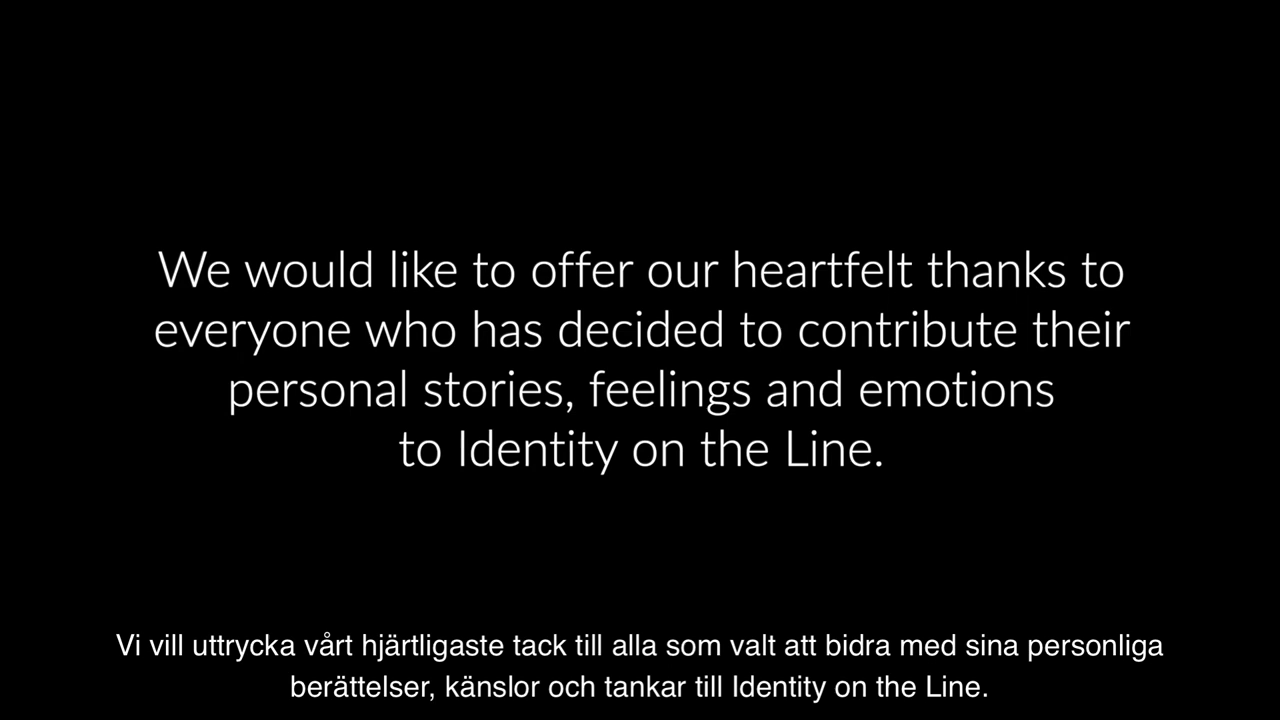 We would like to offer our heartfelt thanks to
everyone who has decided to contribute their
personal stories, feelings and emotions
to Identity on the Line.
Vi vill uttrycka vårt hjärtligaste tack till alla som valt att bidra med sina personliga
berättelser, känslor och tankar till Identity on the Line.